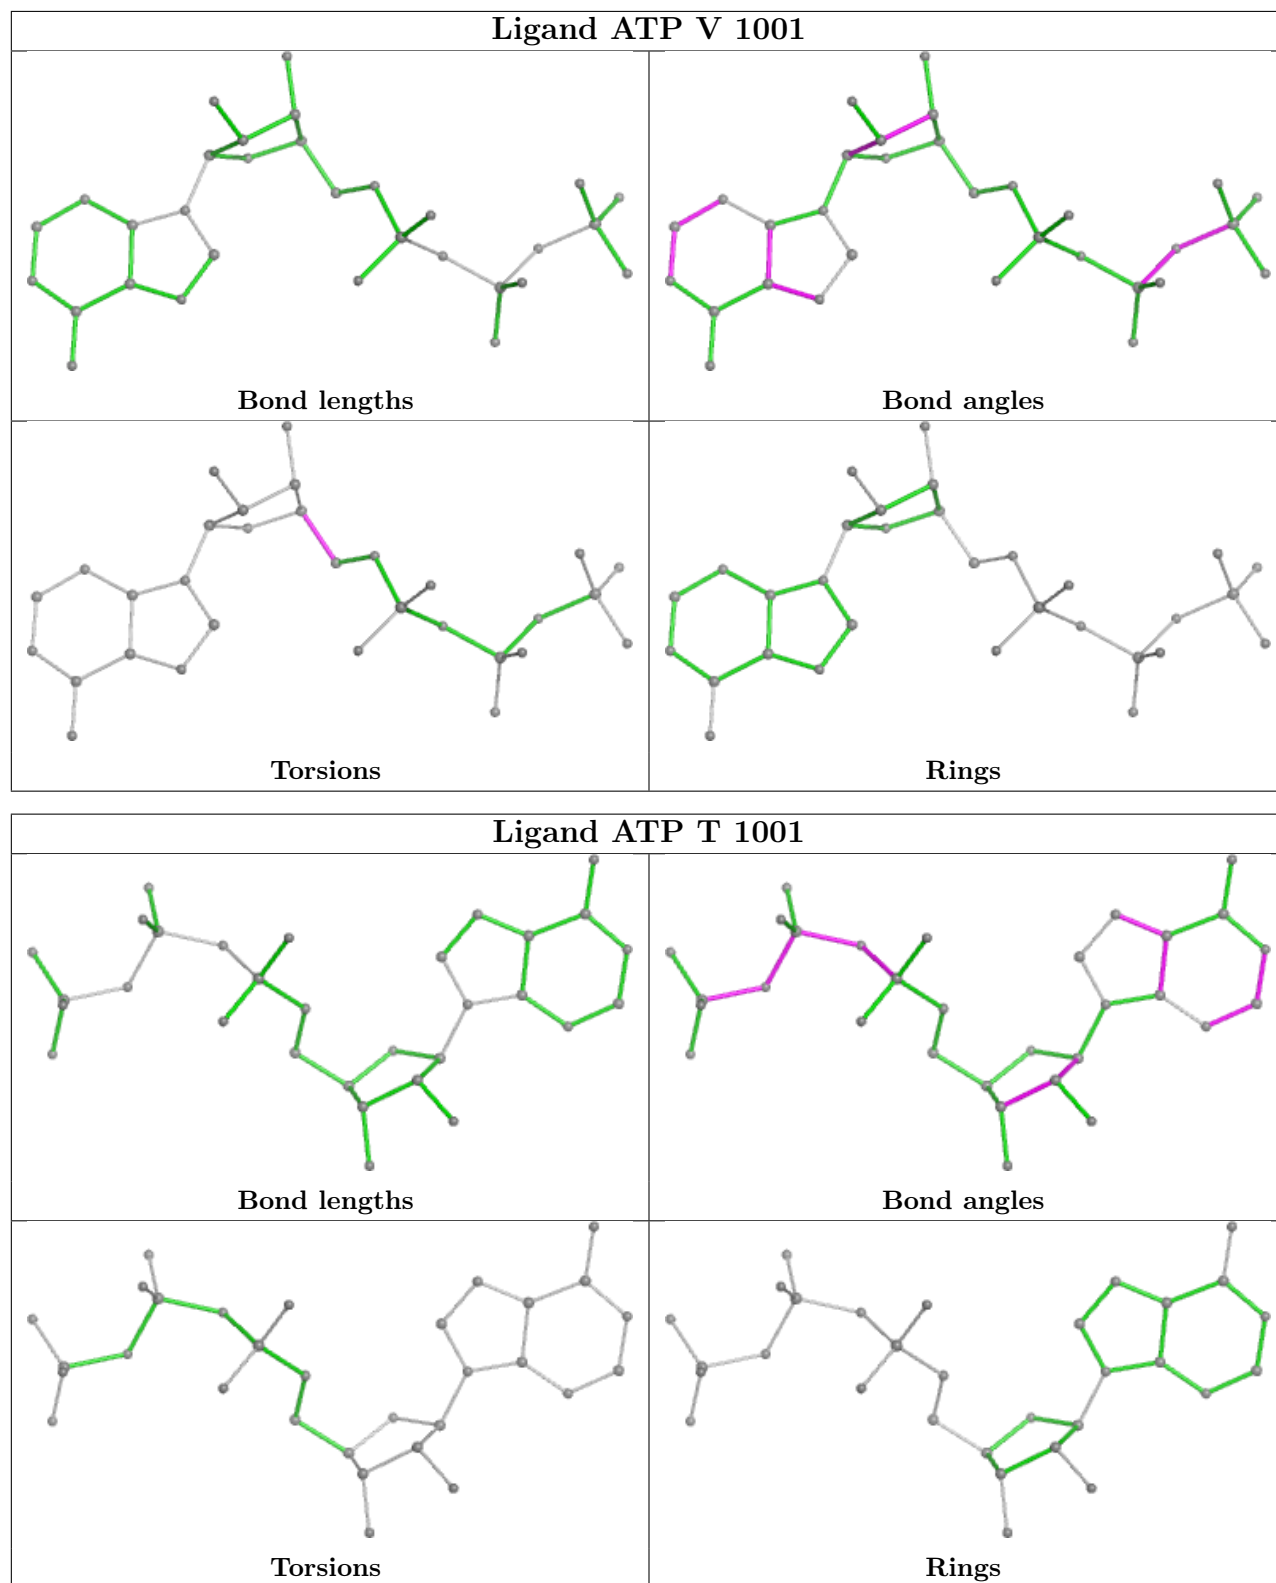 Ligand ATP V 1001
Bond lengths
Bond angles
Torsions
Rings
Ligand ATP T 1001
Bond lengths
Bond angles
Torsions
Rings